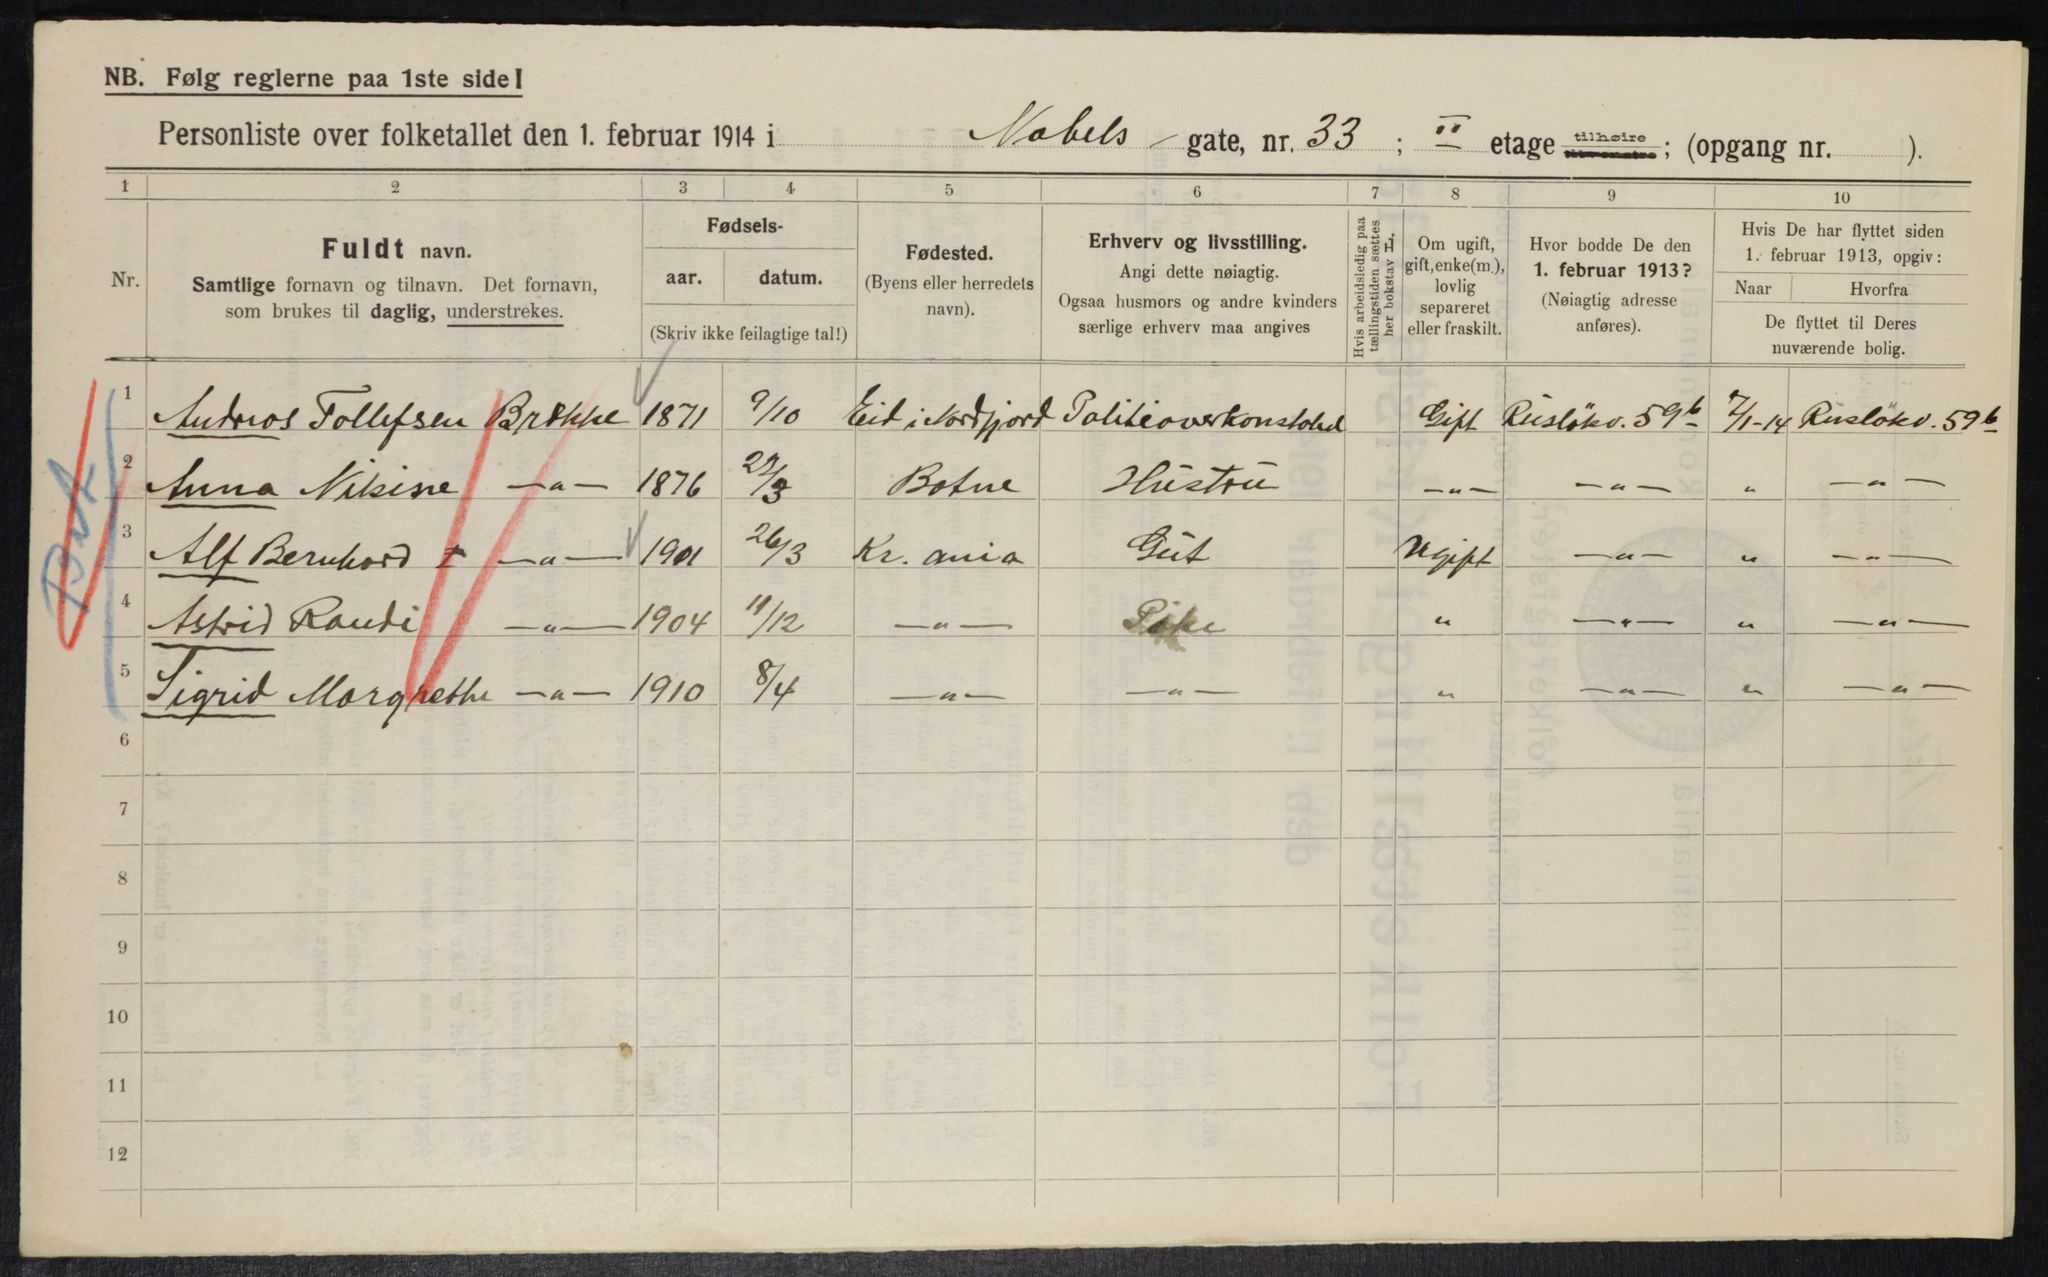 NB. Følg reglerne paa 1ste side!
Personliste over folketallet den 1. februar 1914 i Nobels gate, nr. 33 ; II etage tilhøire ; (opgang nr. ).
1 2 3 4 5 6 7 8 9 10
Nr.
Fuldt navn.
Samtlige fornavn og tilnavn. Det fornavn,
som brukes til daglig, understrekes.
Fødsels-
aar. datum.
(Skriv ikke feilagtige tal!)
Fødested.
(Byens eller herredets
navn).
Erhverv og livsstilling.
Angi dette nøiagtig.
Ogsaa husmors og andre kvinders
særlige erhverv maa angives
Hvis arbeidsledig paa
tællingstiden sættes
her bokstav L.
Om ugift,
gift, enke(m.),
lovlig
separeret
eller fraskilt.
Hvor bodde De den
1. februar 1913?
(Nøiagtig adresse
anføres).
Hvis De har flyttet siden
1. februar 1913, opgiv:
Naar Hvorfra
De flyttet til Deres
nuværende bolig.
1 Andreas Tollefsen Brekke 1871 9/10 Eid i Nordfjord Politioverkonstabel Gift Rüsløkv. 59b 7/1-14 Rusløkv. 59b
2 Anna Nikine —"— 1876 29/3 Botne Hüstrü —"— —"— " —"—
3 Alf Bernhard —"— 1901 26/3 Kr. ania Güt Ugift —"— " —"—
4 Astrid Randi —"— 1904 11/12 —"— Pike " —"— " —"—
5 Sigrid Margrethe —"— 1910 8/4 —"— —"— " —"— " —"—
6
7
8
9
10
11
12